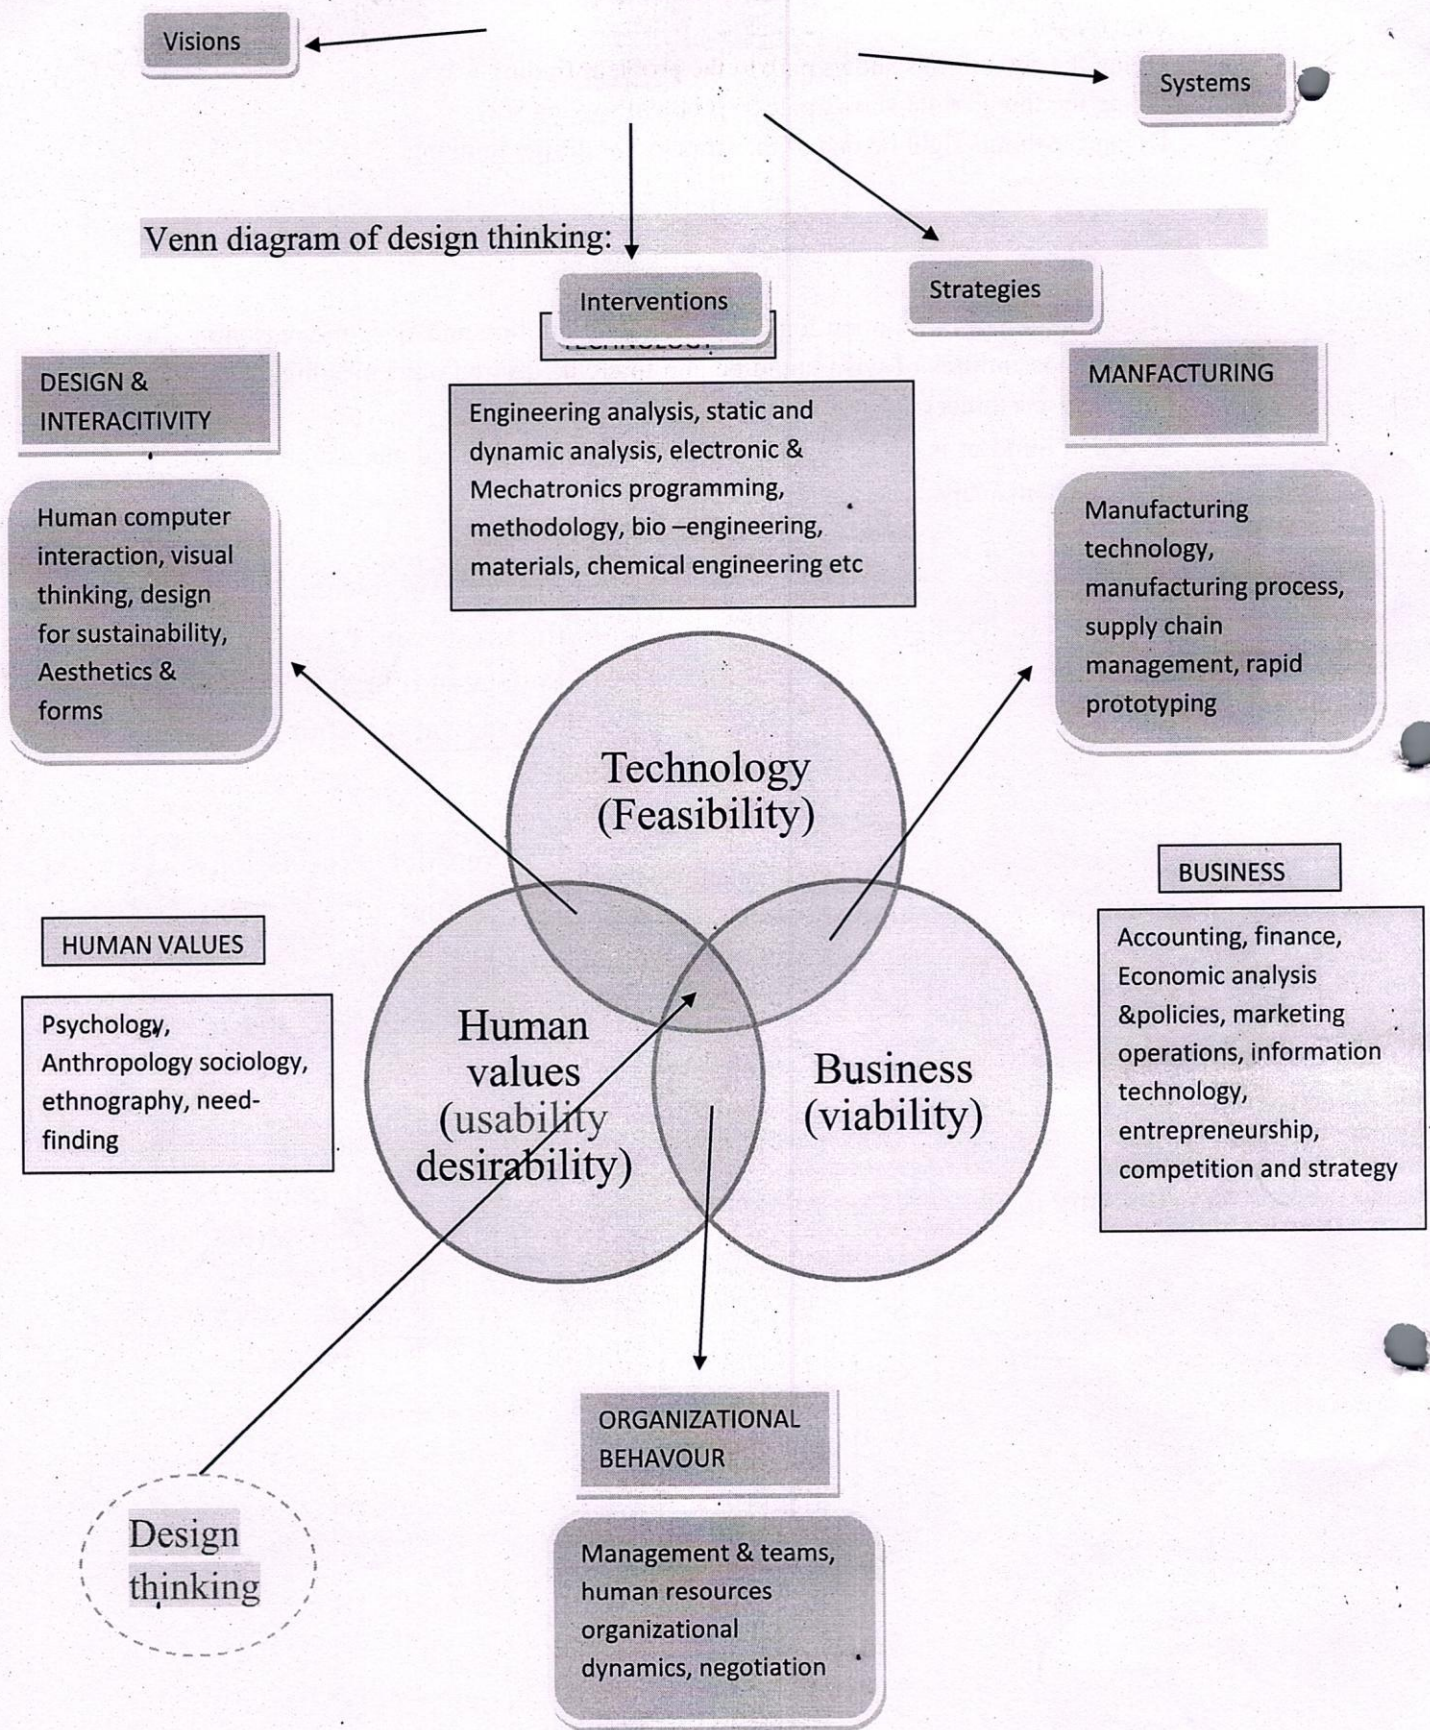 Visions
Systems
Venn diagram of design thinking:
Interventions
Strategies
DESIGN &
INTERACITIVITY
MANFACTURING
Engineering analysis, static and
dynamic analysis, electronic &
Mechatronics programming,
methodology, bio –engineering,
materials, chemical engineering etc
Human computer
interaction, visual
thinking, design
for sustainability,
Aesthetics &
forms
Manufacturing
technology,
manufacturing process,
supply chain
management, rapid
prototyping
Technology
(Feasibility)
HUMAN VALUES
Psychology,
Anthropology sociology,
ethnography, need-
finding
Human
values
(usability
desirability)
Business
(viability)
BUSINESS
Accounting, finance,
Economic analysis
&policies, marketing
operations, information
technology,
entrepreneurship,
competition and strategy
ORGANIZATIONAL
BEHAVOUR
Management & teams,
human resources
organizational
dynamics, negotiation
Design
thinking